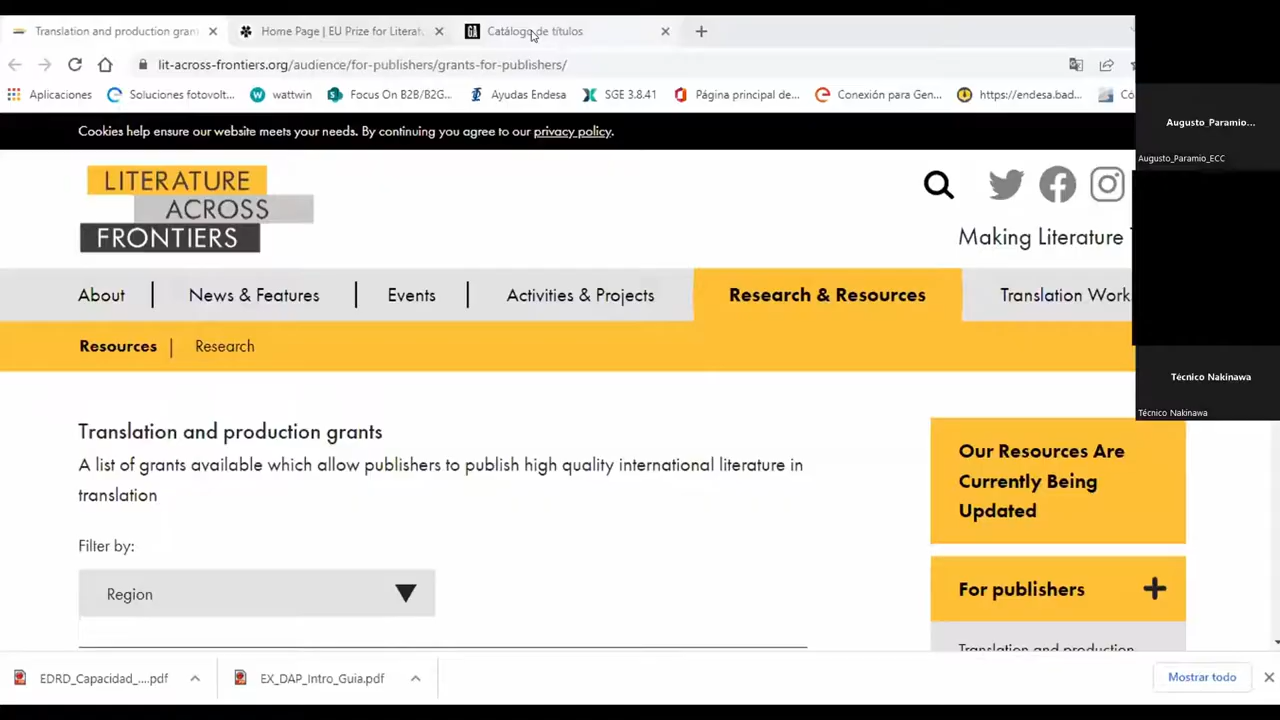 Translation and production gran
Home Page | EU Prize for Literat
GA
Catálogo de títulos
lit-across-frontiers.org/audience/for-publishers/grants-for-publishers/
Aplicaciones
Soluciones fotovolt...
wattwin
Focus On B2B/B2G...
Ayudas Endesa
SGE 3.8.41
Página principal de...
Conexión para Gen...
https://endesa.bad...
Có
Cookies help ensure our website meets your needs. By continuing you agree to our privacy policy.
LITERATURE
ACROSS
FRONTIERS
Making Literature
About
News & Features
Events
Activities & Projects
Research & Resources
Translation Work
Resources
Research
Translation and production grants
A list of grants available which allow publishers to publish high quality international literature in
translation
Filter by:
Region
Our Resources Are
Currently Being
Updated
For publishers
Translation and production
EDRD_Capacidad_....pdf
EX_DAP_Intro_Guia.pdf
Mostrar todo
Augusto_Paramio...
Augusto_Paramio_ECC
Técnico Nakinawa
Técnico Nakinawa